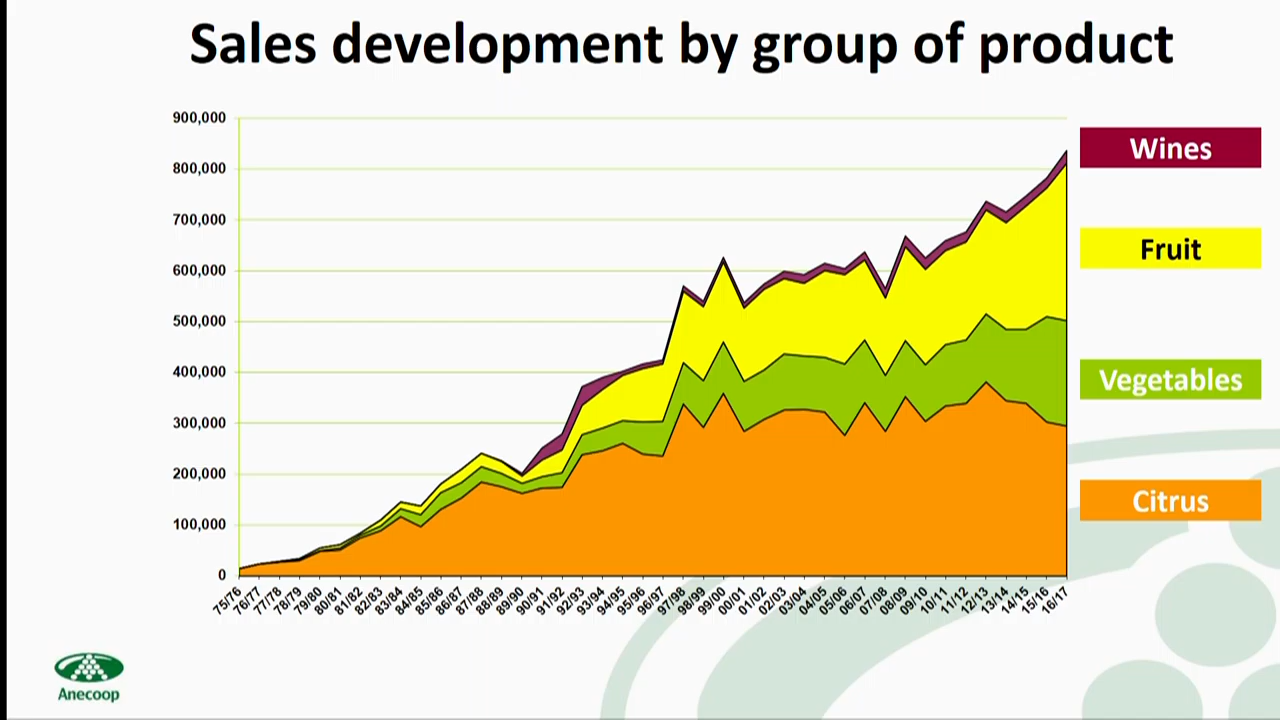 Sales development by group of product
900,000
800,000
700,000
600,000
500,000
400,000
300,000
200,000
100,000
0
75/76 76/77 77/78 78/79 79/80 80/81 81/82 82/83 83/84 84/85 85/86 86/87 87/88 88/89 89/90 90/91 91/92 92/93 93/94 94/95 95/96 96/97 97/98 98/99 99/00 00/01 01/02 02/03 03/04 04/05 05/06 06/07 07/08 08/09 09/10 10/11 11/12 12/13 13/14 14/15 15/16 16/17
Wines
Fruit
Vegetables
Citrus
Anecoop